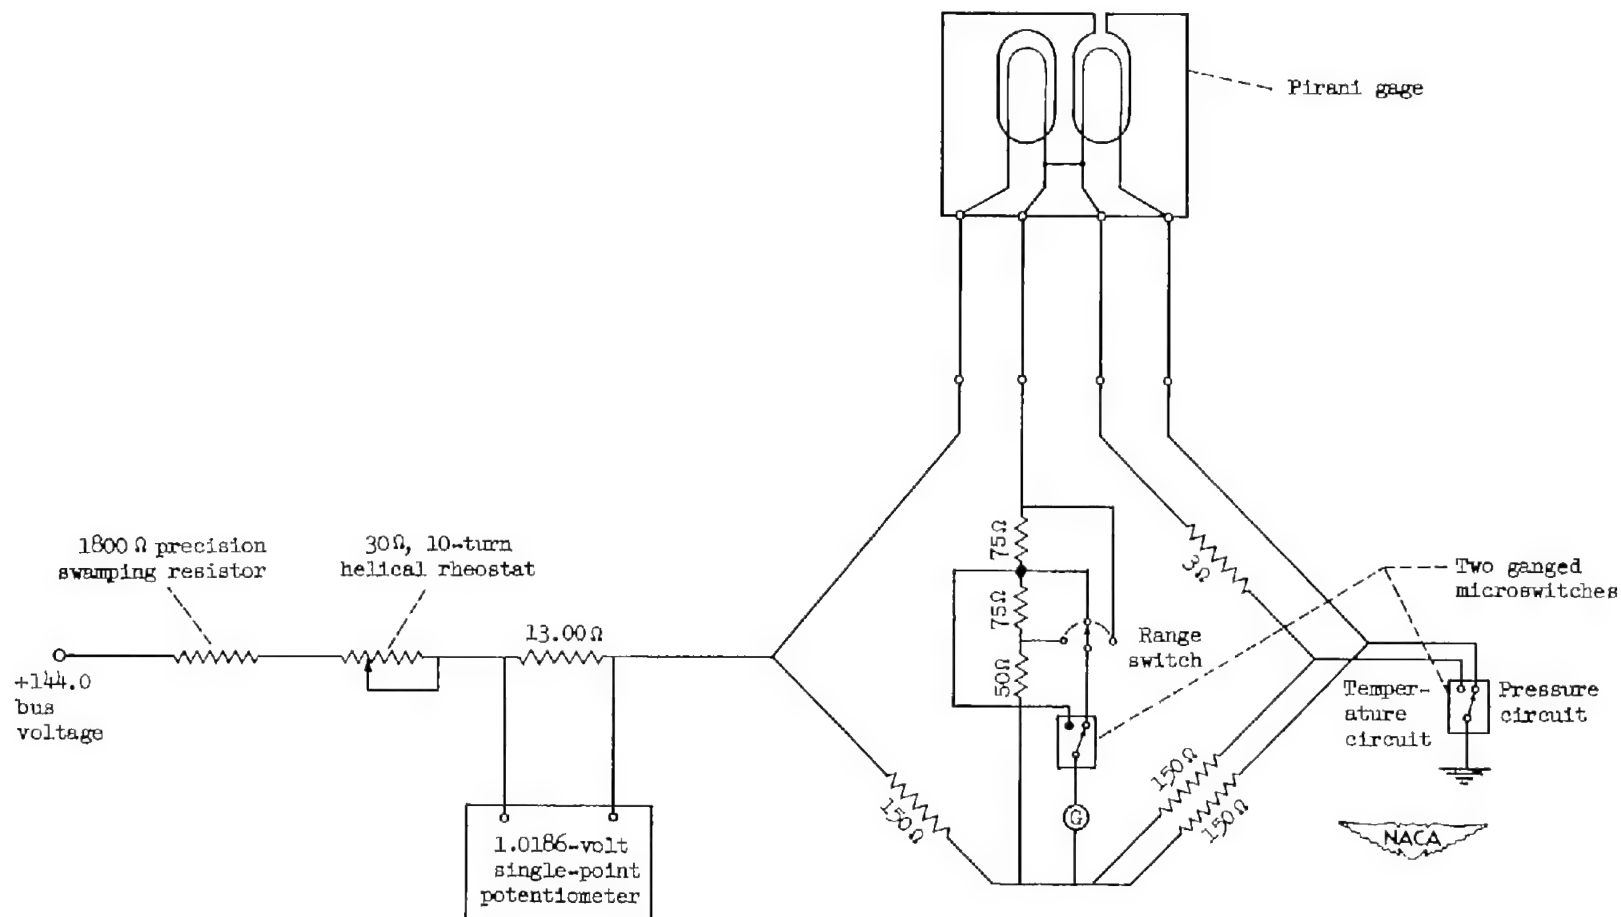 Pirani gage
1800 Ω precision
swamping resistor
30Ω, 10-turn
helical rheostat
13.00Ω
+144.0
bus
voltage
1.0186-volt
single-point
potentiometer
75Ω
75Ω
50Ω
3Ω
Range
switch
Two ganged
microswitches
Temper-
ature
circuit
Pressure
circuit
150Ω
150Ω
150Ω
G
NACA